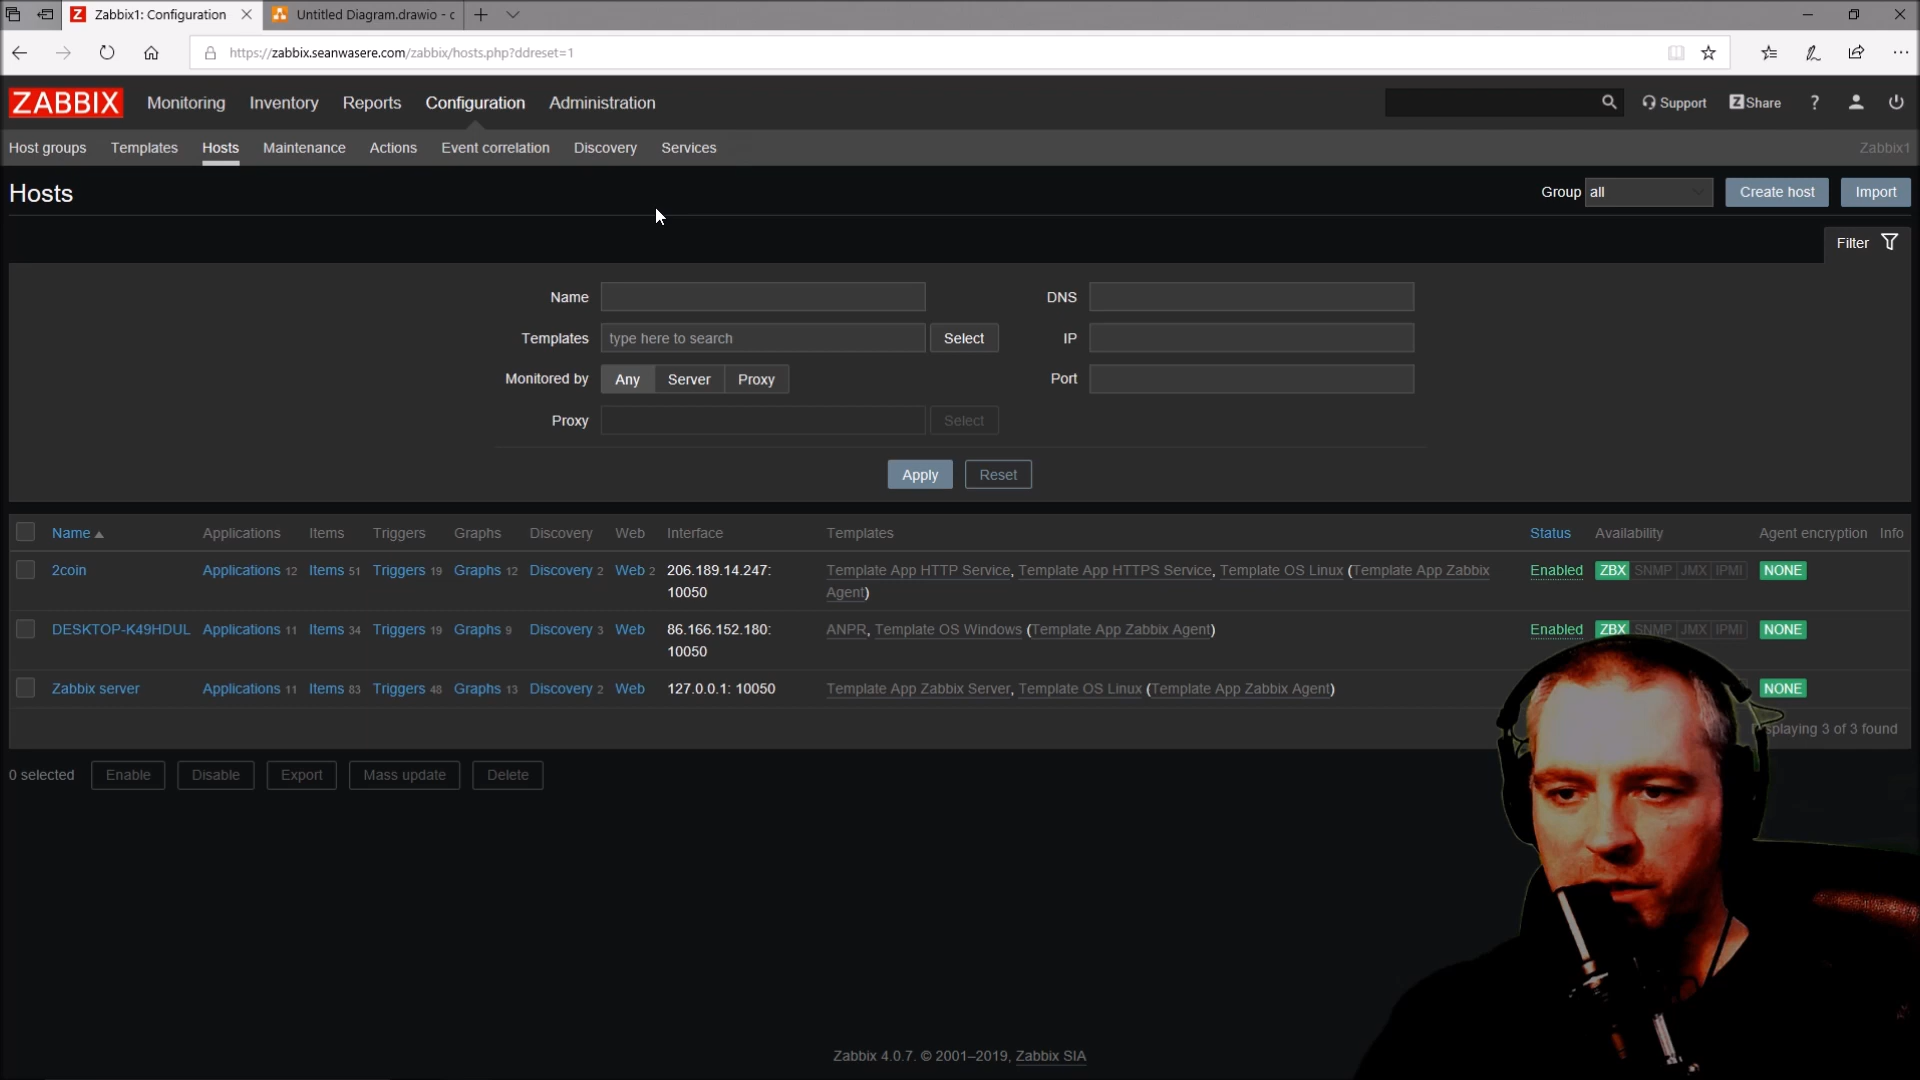 Zabbix1: Configuration
Untitled Diagram.drawio - c
https://zabbix.seanwasere.com/zabbix/hosts.php?ddreset=1
ZABBIX Monitoring Inventory Reports Configuration Administration Support Z Share ?
Host groups Templates Hosts Maintenance Actions Event correlation Discovery Services Zabbix1
Hosts Group all Create host Import
Filter
Name DNS
Templates type here to search Select IP
Monitored by Any Server Proxy Port
Proxy Select
Apply Reset
Name Applications Items Triggers Graphs Discovery Web Interface Templates Status Availability Agent encryption Info
2coin Applications 12 Items 51 Triggers 19 Graphs 12 Discovery 2 Web 2 206.189.14.247: Template App HTTP Service, Template App HTTPS Service, Template OS Linux (Template App Zabbix Enabled ZBX SNMP JMX IPMI NONE
10050 Agent)
DESKTOP-K49HDUL Applications 11 Items 34 Triggers 19 Graphs 9 Discovery 3 Web 86.166.152.180: ANPR, Template OS Windows (Template App Zabbix Agent) Enabled ZBX SNMP JMX IPMI NONE
10050
Zabbix server Applications 11 Items 83 Triggers 48 Graphs 13 Discovery 2 Web 127.0.0.1: 10050 Template App Zabbix Server, Template OS Linux (Template App Zabbix Agent) NONE
3 of 3 found
0 selected Enable Disable Export Mass update Delete
Zabbix 4.0.7. © 2001–2019, Zabbix SIA